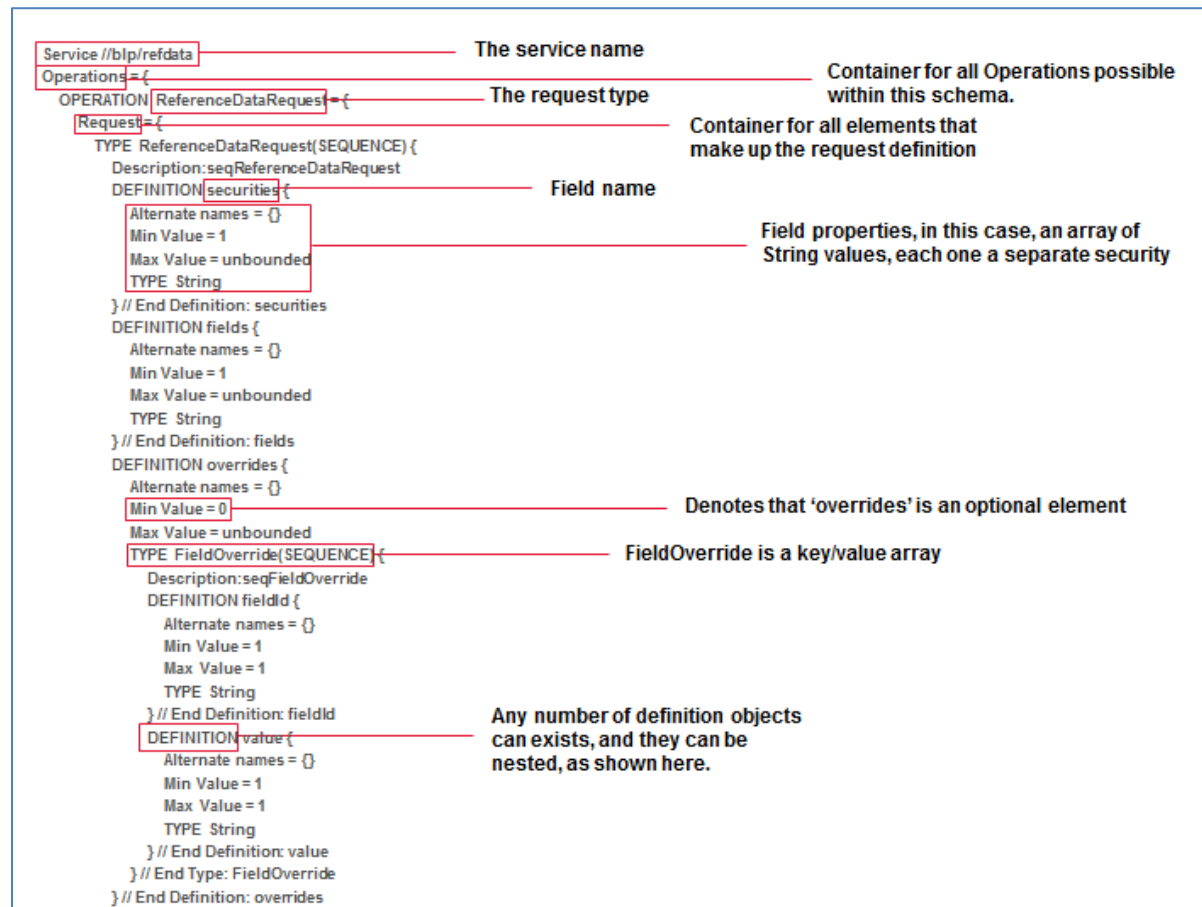 Service //blp/refdata
The service name
Operations = {
Container for all Operations possible
within this schema.
OPERATION ReferenceDataRequest = {
The request type
Request = {
Container for all elements that
make up the request definition
TYPE ReferenceDataRequest(SEQUENCE) {
Description:seqReferenceDataRequest
DEFINITION securities {
Field name
Alternate names = {}
Min Value = 1
Max Value = unbounded
TYPE String
Field properties, in this case, an array of
String values, each one a separate security
} // End Definition: securities
DEFINITION fields {
Alternate names = {}
Min Value = 1
Max Value = unbounded
TYPE String
} // End Definition: fields
DEFINITION overrides {
Alternate names = {}
Min Value = 0
Denotes that ‘overrides’ is an optional element
Max Value = unbounded
TYPE FieldOverride(SEQUENCE) {
FieldOverride is a key/value array
Description:seqFieldOverride
DEFINITION fieldId {
Alternate names = {}
Min Value = 1
Max Value = 1
TYPE String
} // End Definition: fieldId
DEFINITION value {
Any number of definition objects
can exists, and they can be
nested, as shown here.
Alternate names = {}
Min Value = 1
Max Value = 1
TYPE String
} // End Definition: value
} // End Type: FieldOverride
} // End Definition: overrides